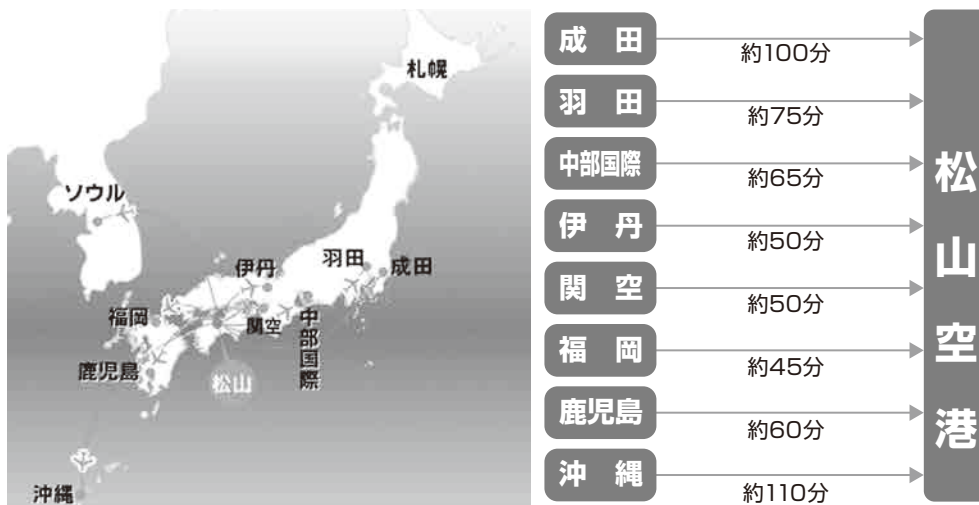 札幌
ソウル
羽田
成田
伊丹
福岡
関空
中部国際
鹿児島
松山
沖縄
成田
約100分
羽田
約75分
中部国際
約65分
伊丹
約50分
関空
約50分
福岡
約45分
鹿児島
約60分
沖縄
約110分
松山空港